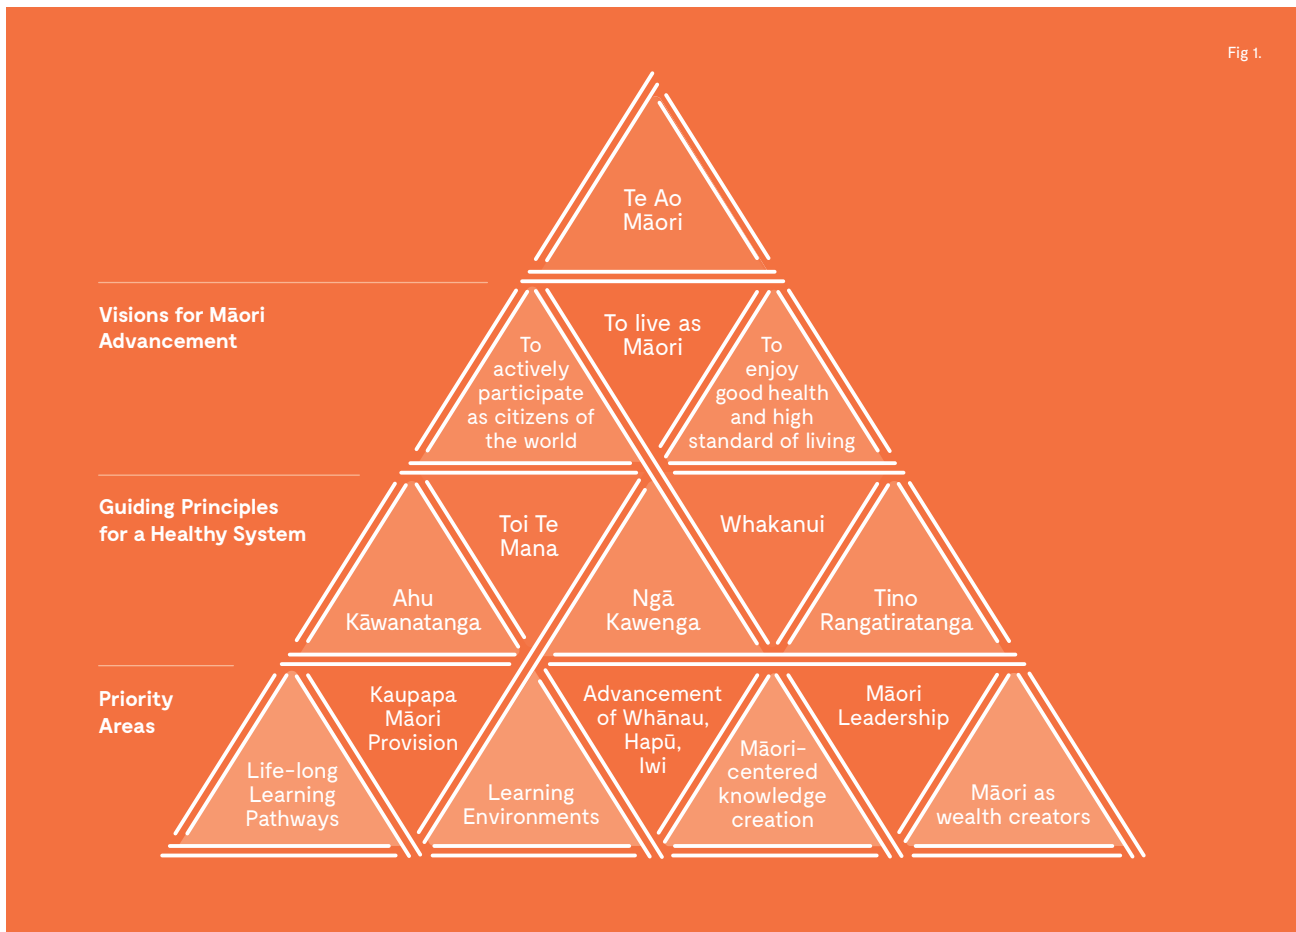 Fig 1.
Te Ao
Māori
Visions for Māori
Advancement
To
actively
participate
as citizens of
the world
To live as
Māori
To
enjoy
good health
and high
standard of living
Guiding Principles
for a Healthy System
Ahu
Kāwanatanga
Toi Te
Mana
Ngā
Kawenga
Whakanui
Tino
Rangatiratanga
Priority
Areas
Life-long
Learning
Pathways
Kaupapa
Māori
Provision
Learning
Environments
Advancement
of Whānau,
Hapū,
Iwi
Māori-
centered
knowledge
creation
Māori
Leadership
Māori as
wealth creators